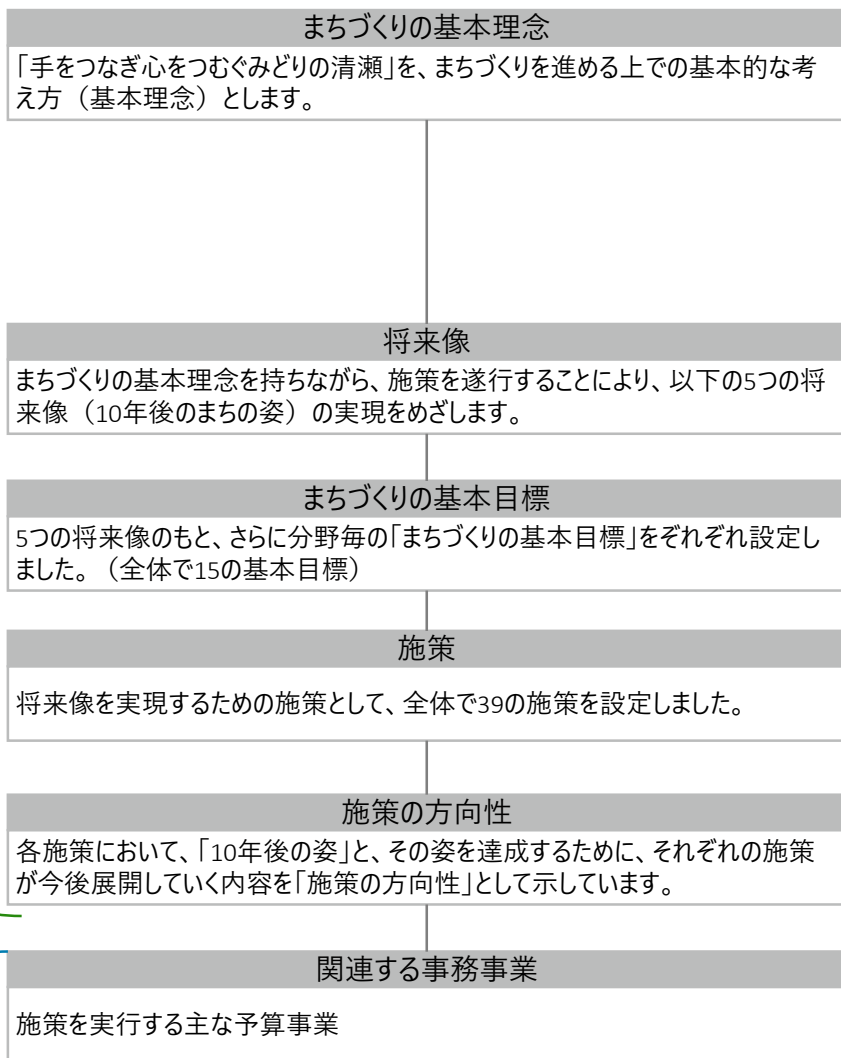 まちづくりの基本理念
「手をつなぎ心をつむぐみどりの清瀬」を、まちづくりを進める上での基本的な考
え方（基本理念）とします。
将来像
まちづくりの基本理念を持ちながら、施策を遂行することにより、以下の5つの将
来像（10年後のまちの姿）の実現をめざします。
まちづくりの基本目標
5つの将来像のもと、さらに分野毎の「まちづくりの基本目標」をぞれぞれ設定し
ました。（全体で15の基本目標）
施策
将来像を実現するための施策として、全体で39の施策を設定しました。
施策の方向性
各施策において、「10年後の姿」と、その姿を達成するために、それぞれの施策
が今後展開していく内容を「施策の方向性」として示しています。
関連する事務事業
施策を実行する主な予算事業